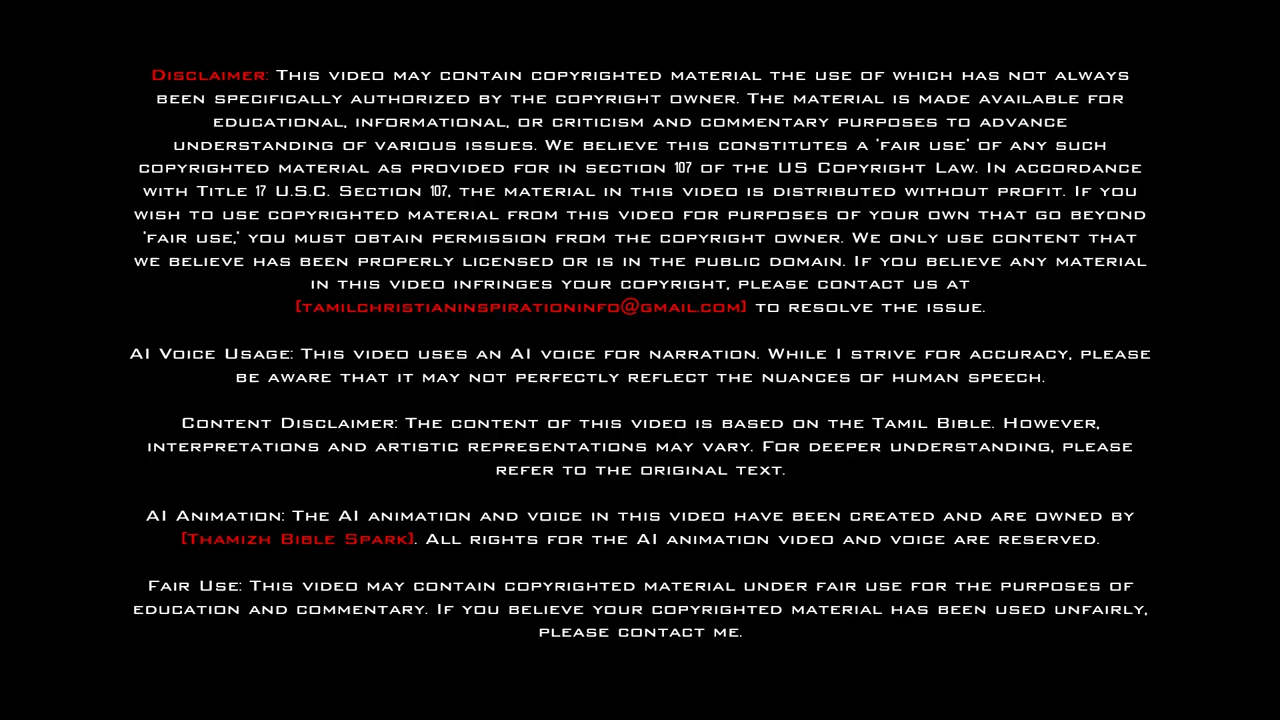 Disclaimer: This video may contain copyrighted material the use of which has not always
been specifically authorized by the copyright owner. The material is made available for
educational, informational, or criticism and commentary purposes to advance
understanding of various issues. We believe this constitutes a 'fair use' of any such
copyrighted material as provided for in section 107 of the US Copyright Law. In accordance
with Title 17 U.S.C. Section 107, the material in this video is distributed without profit. If you
wish to use copyrighted material from this video for purposes of your own that go beyond
'fair use,' you must obtain permission from the copyright owner. We only use content that
we believe has been properly licensed or is in the public domain. If you believe any material
in this video infringes your copyright, please contact us at
[tamilchristianinspirationinfo@gmail.com] to resolve the issue.
AI Voice Usage: This video uses an AI voice for narration. While I strive for accuracy, please
be aware that it may not perfectly reflect the nuances of human speech.
Content Disclaimer: The content of this video is based on the Tamil Bible. However,
interpretations and artistic representations may vary. For deeper understanding, please
refer to the original text.
AI Animation: The AI animation and voice in this video have been created and are owned by
[Thamizh Bible Spark]. All rights for the AI animation video and voice are reserved.
Fair Use: This video may contain copyrighted material under fair use for the purposes of
education and commentary. If you believe your copyrighted material has been used unfairly,
please contact me.